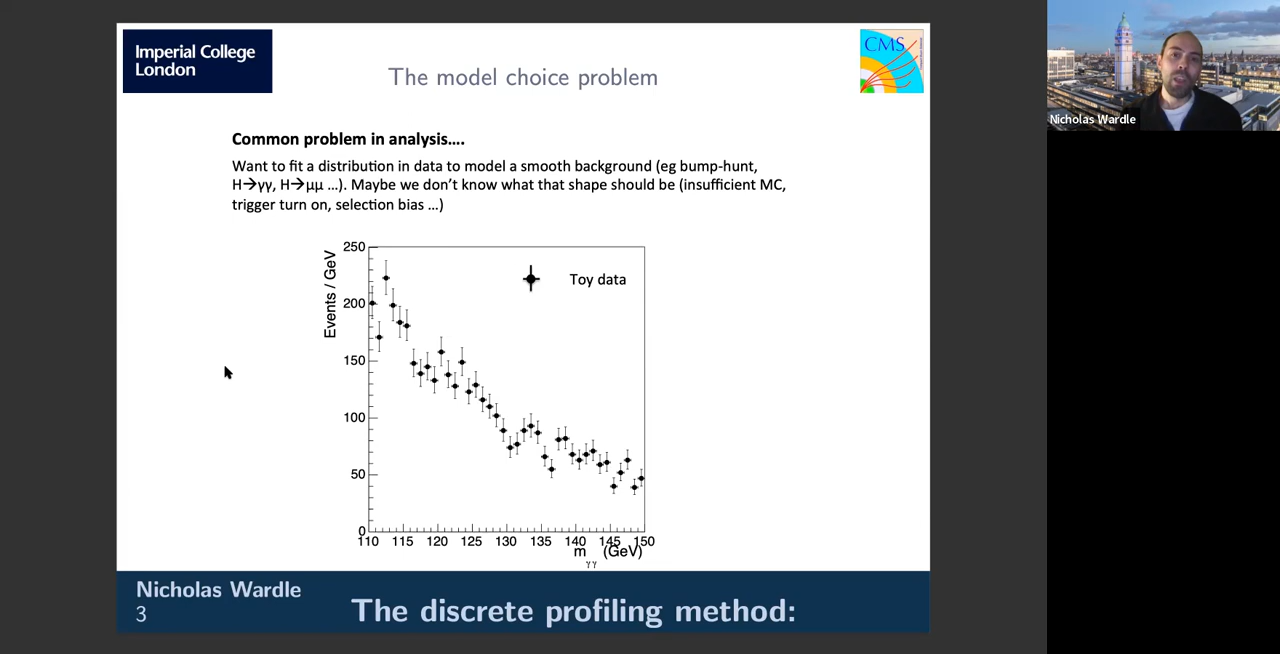 Imperial College
London
The model choice problem
CMS
Nicholas Wardle
Common problem in analysis....
Want to fit a distribution in data to model a smooth background (eg bump-hunt,
H→γγ, H→μμ ...). Maybe we don’t know what that shape should be (insufficient MC,
trigger turn on, selection bias ...)
Events / GeV
250
200
150
100
50
0
Toy data
110 115 120 125 130 135 140 145 150
m γγ (GeV)
Nicholas Wardle
3
The discrete profiling method: